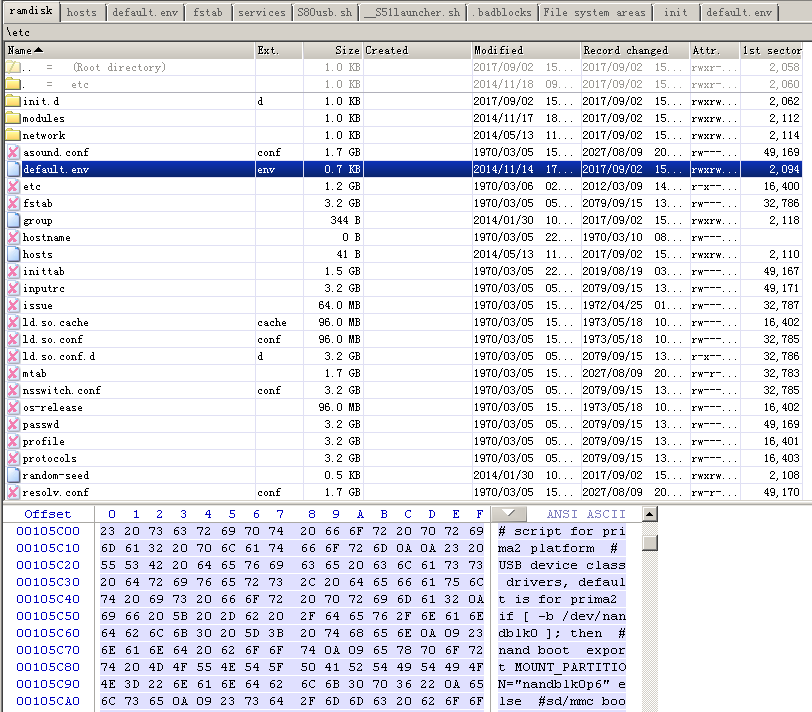 ramdisk hosts default.env fstab services S80usb.sh __S51launcher.sh .badblocks File system areas init default.env
\etc
Name Ext. Size Created Modified Record changed Attr. 1st sector
.. = (Root directory) 1.0 KB 2017/09/02 15... 2017/09/02 15... rwxr-... 2,058
. = etc 1.0 KB 2014/11/18 09... 2017/09/02 15... rwxr-... 2,060
init.d d 1.0 KB 2017/09/02 15... 2017/09/02 15... rwxrw... 2,062
modules 1.0 KB 2014/11/17 18... 2017/09/02 15... rwxrw... 2,112
network 1.0 KB 2014/05/13 11... 2017/09/02 15... rwxrw... 2,114
asound.conf conf 1.7 GB 1970/03/05 15... 2027/08/09 20... rw---... 49,169
default.env env 0.7 KB 2014/11/14 17... 2017/09/02 15... rwxrw... 2,094
etc 1.2 GB 1970/03/06 02... 2012/03/09 14... r-x--... 16,400
fstab 3.2 GB 1970/03/05 05... 2079/09/15 13... rw---... 32,786
group 344 B 2014/01/30 10... 2017/09/02 15... rwxrw... 2,118
hostname 0 B 1970/03/05 22... 1970/03/10 08... rw---...
hosts 41 B 2014/05/13 11... 2017/09/02 15... rwxrw... 2,110
inittab 1.5 GB 1970/03/05 22... 2019/08/19 03... rw---... 49,167
inputrc 3.2 GB 1970/03/05 05... 2079/09/15 13... rw---... 49,171
issue 64.0 MB 1970/03/05 15... 1972/04/25 01... rw---... 32,787
ld.so.cache cache 96.0 MB 1970/03/05 15... 1973/05/18 10... rw---... 16,402
ld.so.conf conf 96.0 MB 1970/03/05 15... 1973/05/18 10... rw---... 32,785
ld.so.conf.d d 3.2 GB 1970/03/05 05... 2079/09/15 13... r-x--... 32,786
mtab 1.7 GB 1970/03/05 15... 2027/08/09 20... rw-r-... 32,783
nsswitch.conf conf 3.2 GB 1970/03/05 05... 2079/09/15 13... rw---... 32,785
os-release 96.0 MB 1970/03/05 15... 1973/05/18 10... rw---... 16,402
passwd 3.2 GB 1970/03/05 05... 2079/09/15 13... rw---... 49,169
profile 3.2 GB 1970/03/05 05... 2079/09/15 13... rw---... 16,401
protocols 3.2 GB 1970/03/05 05... 2079/09/15 13... rw---... 16,403
random-seed 0.5 KB 2014/01/30 10... 2017/09/02 15... rwxrw... 2,108
resolv.conf conf 1.7 GB 1970/03/05 15... 2027/08/09 20... rw-r-... 49,170
Offset 0 1 2 3 4 5 6 7 8 9 A B C D E F ANSI ASCII
00105C00 23 20 73 63 72 69 70 74 20 66 6F 72 20 70 72 69 # script for pri
00105C10 6D 61 32 20 70 6C 61 74 66 6F 72 6D 0A 0A 23 20 ma2 platform #
00105C20 55 53 42 20 64 65 76 69 63 65 20 63 6C 61 73 73 USB device class
00105C30 20 64 72 69 76 65 72 73 2C 20 64 65 66 61 75 6C drivers, defaul
00105C40 74 20 69 73 20 66 6F 72 20 70 72 69 6D 61 32 0A t is for prima2
00105C50 69 66 20 5B 20 2D 62 20 2F 64 65 76 2F 6E 61 6E if [ -b /dev/nan
00105C60 64 62 6C 6B 30 20 5D 3B 20 74 68 65 6E 0A 09 23 dblk0 ]; then #
00105C70 6E 61 6E 64 20 62 6F 6F 74 0A 09 65 78 70 6F 72 nand boot expor
00105C80 74 20 4D 4F 55 4E 54 5F 50 41 52 54 49 54 49 4F t MOUNT_PARTITIO
00105C90 4E 3D 22 6E 61 6E 64 62 6C 6B 30 70 36 22 0A 65 N="nandblk0p6" e
00105CA0 6C 73 65 0A 09 23 73 64 2F 6D 6D 63 20 62 6F 6F lse #sd/mmc boo